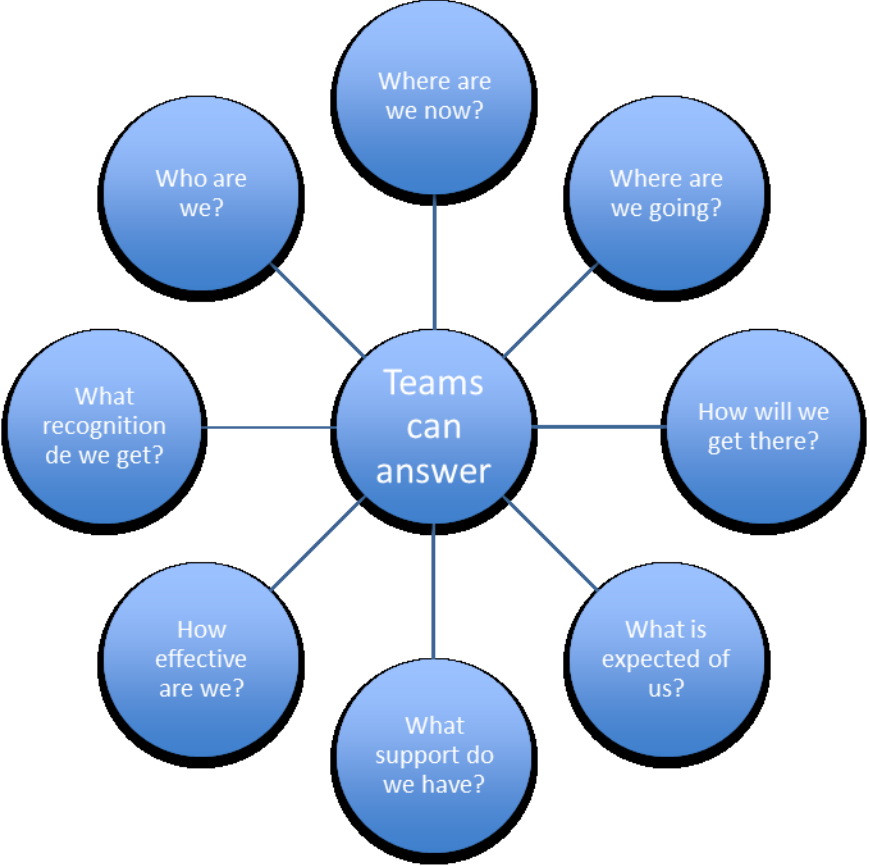 Where are
we now?
Where are
we going?
How will we
get there?
What is
expected of
us?
What
support do
we have?
How
effective
are we?
What
recognition
de we get?
Who are
we?
Teams
can
answer